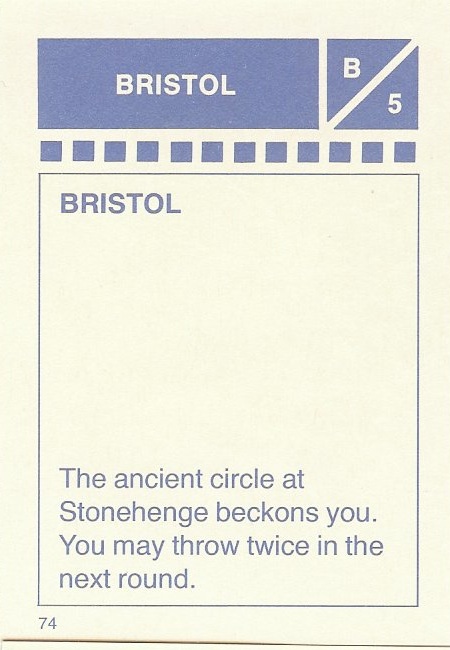 BRISTOL
B
5
BRISTOL
The ancient circle at
Stonehenge beckons you.
You may throw twice in the
next round.
74